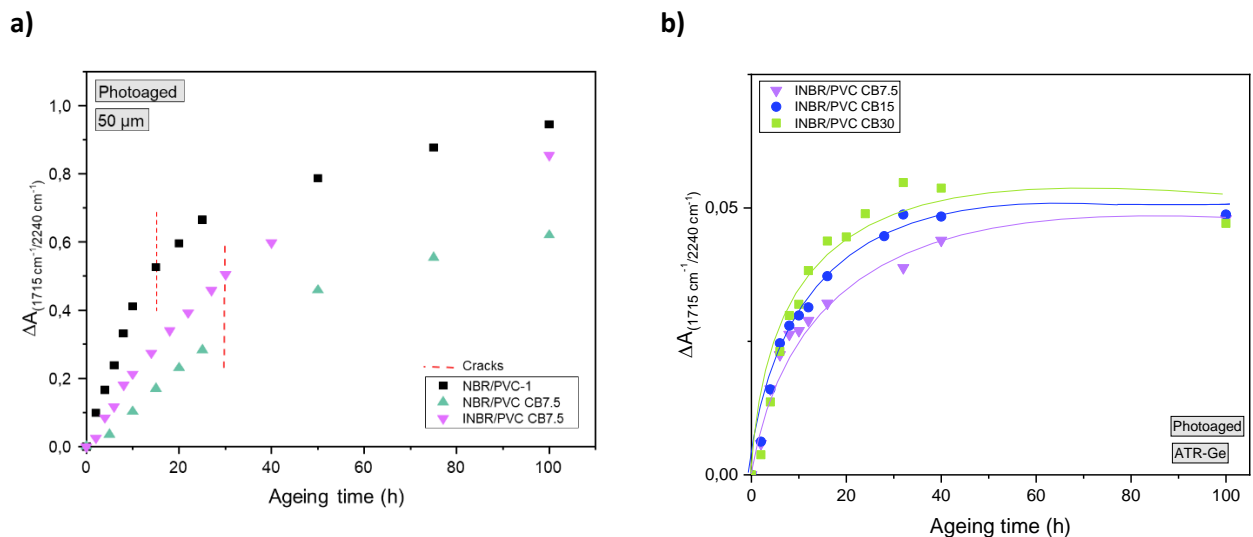 a)
Photoaged
50 µm
1,0
0,8
0,6
0,4
0,2
0,0
ΔA(1715 cm⁻¹/2240 cm⁻¹)
Cracks
NBR/PVC-1
NBR/PVC CB7.5
INBR/PVC CB7.5
0 20 40 60 80 100
Ageing time (h)
b)
INBR/PVC CB7.5
INBR/PVC CB15
INBR/PVC CB30
0,05
0,00
ΔA(1715 cm⁻¹/2240 cm⁻¹)
Photoaged
ATR-Ge
0 20 40 60 80 100
Ageing time (h)